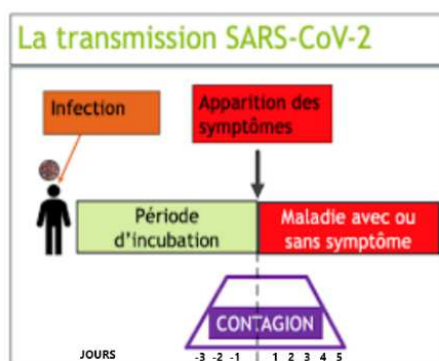 La transmission SARS-CoV-2
Infection
Apparition des
symptômes
Période
d'incubation
Maladie avec ou
sans symptôme
CONTAGION
JOURS -3 -2 -1 1 2 3 4 5